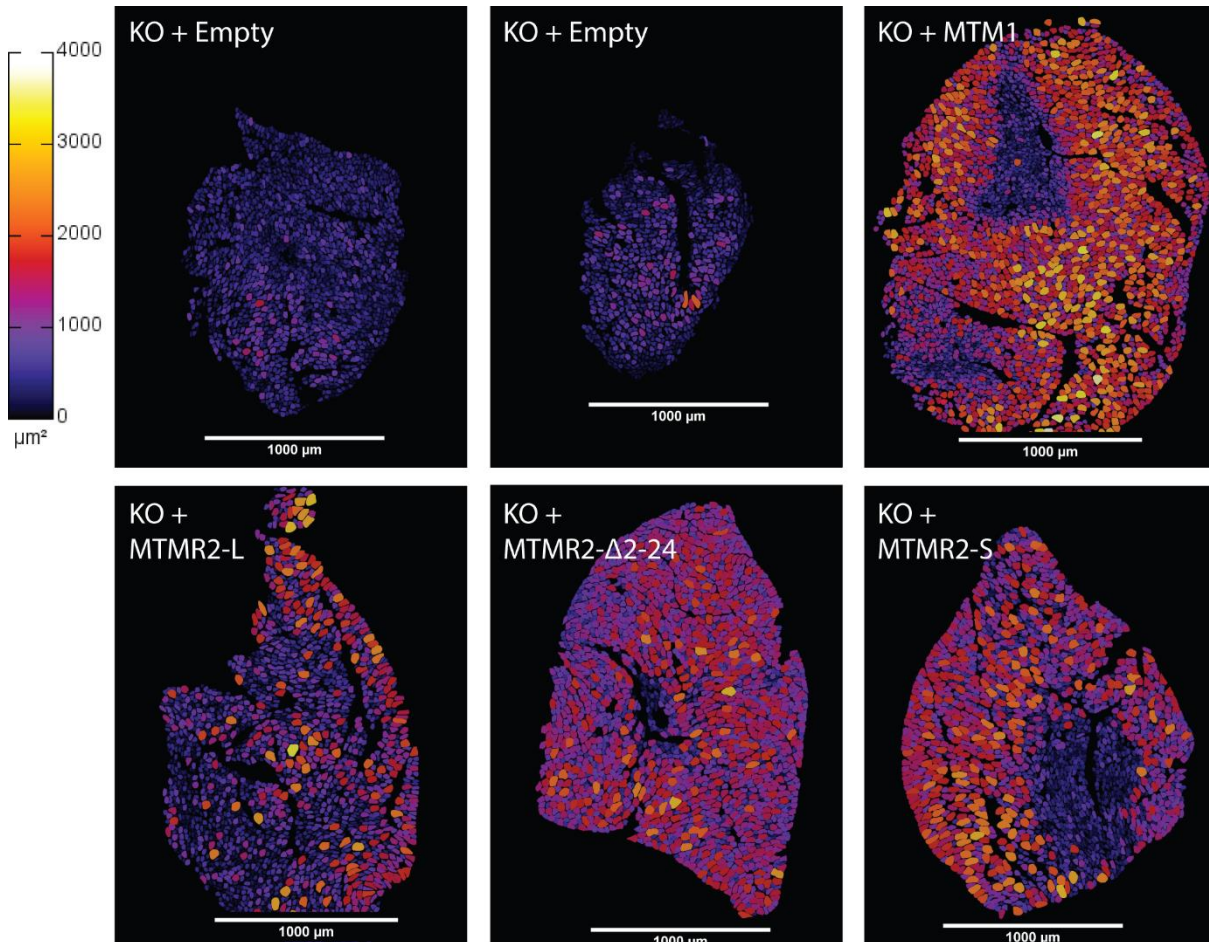 4000
3000
2000
1000
0
µm²
KO + Empty
1000 µm
KO + Empty
1000 µm
KO + MTM1
1000 µm
KO +
MTMR2-L
1000 µm
KO +
MTMR2-Δ2-24
1000 µm
KO +
MTMR2-S
1000 µm